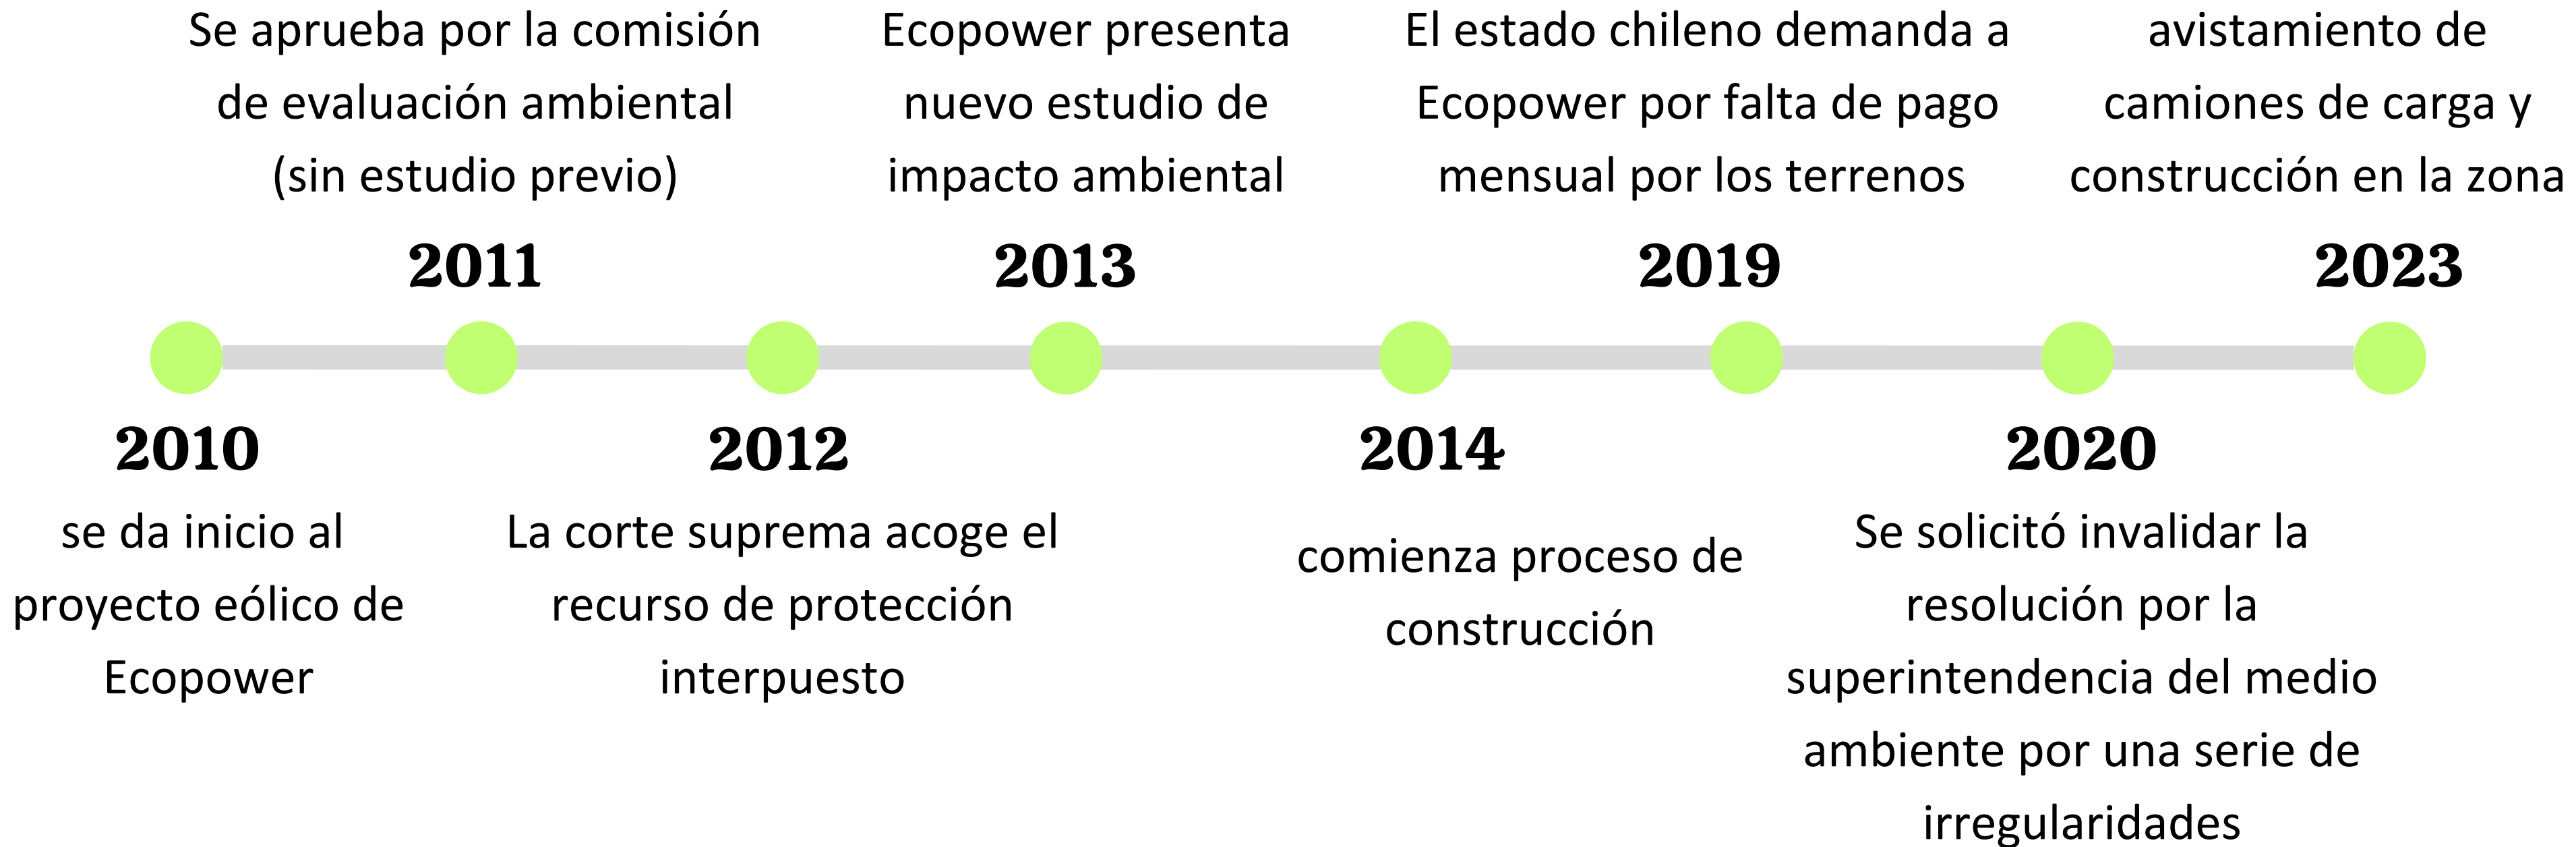 Se aprueba por la comisión
de evaluación ambiental
(sin estudio previo)
2011
Ecopower presenta
nuevo estudio de
impacto ambiental
2013
El estado chileno demanda a
Ecopower por falta de pago
mensual por los terrenos
2019
avistamiento de
camiones de carga y
construcción en la zona
2023
2010
se da inicio al
proyecto eólico de
Ecopower
2012
La corte suprema acoge el
recurso de protección
interpuesto
2014
comienza proceso de
construcción
2020
Se solicitó invalidar la
resolución por la
superintendencia del medio
ambiente por una serie de
irregularidades